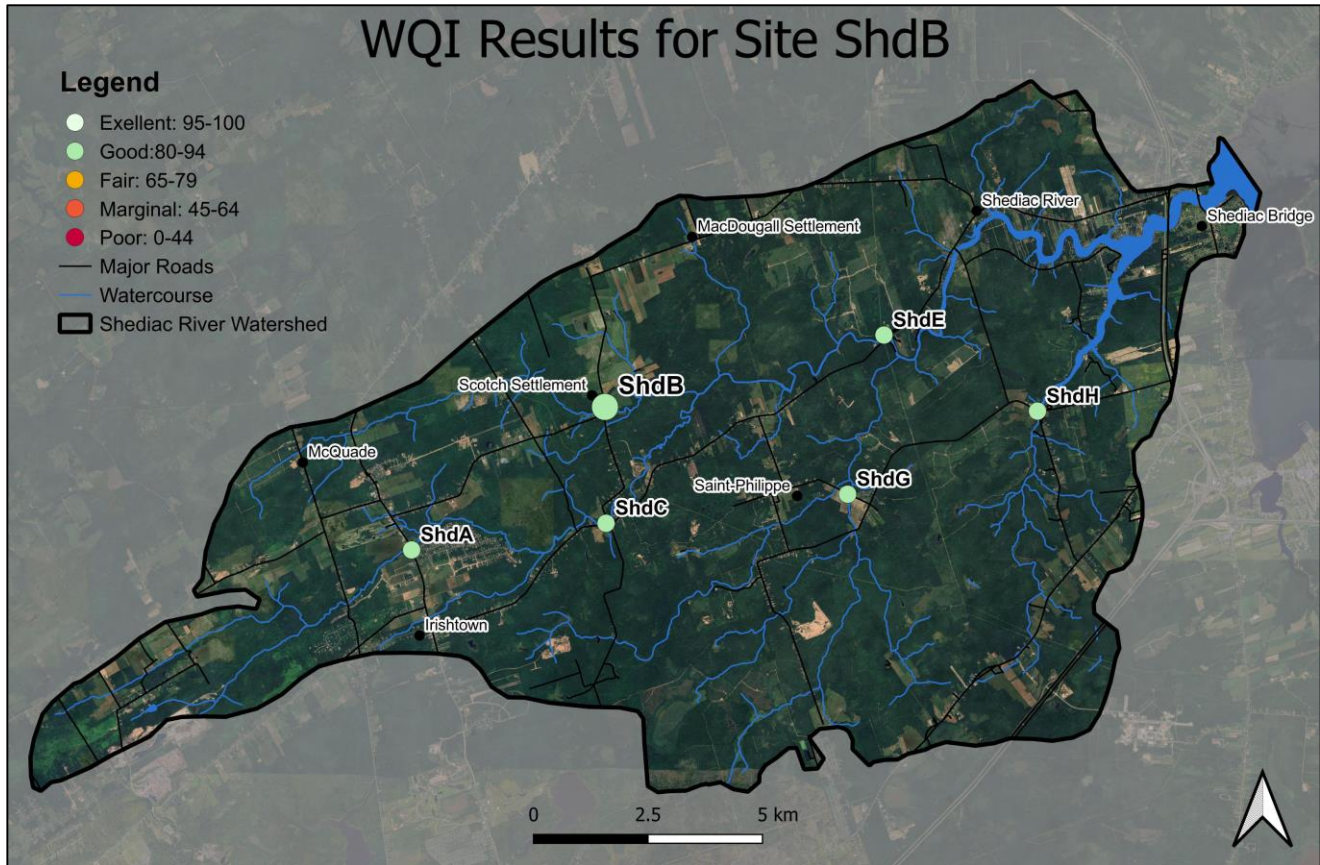 WQI Results for Site ShdB
Legend
Exellent: 95-100
Good:80-94
Fair: 65-79
Marginal: 45-64
Poor: 0-44
Major Roads
Watercourse
Shediac River Watershed
Shediac River
Shediac Bridge
MacDougall Settlement
ShdE
Scotch Settlement
ShdB
ShdH
McQuade
Saint-Philippe
ShdG
ShdC
ShdA
Irishtown
0 2.5 5 km